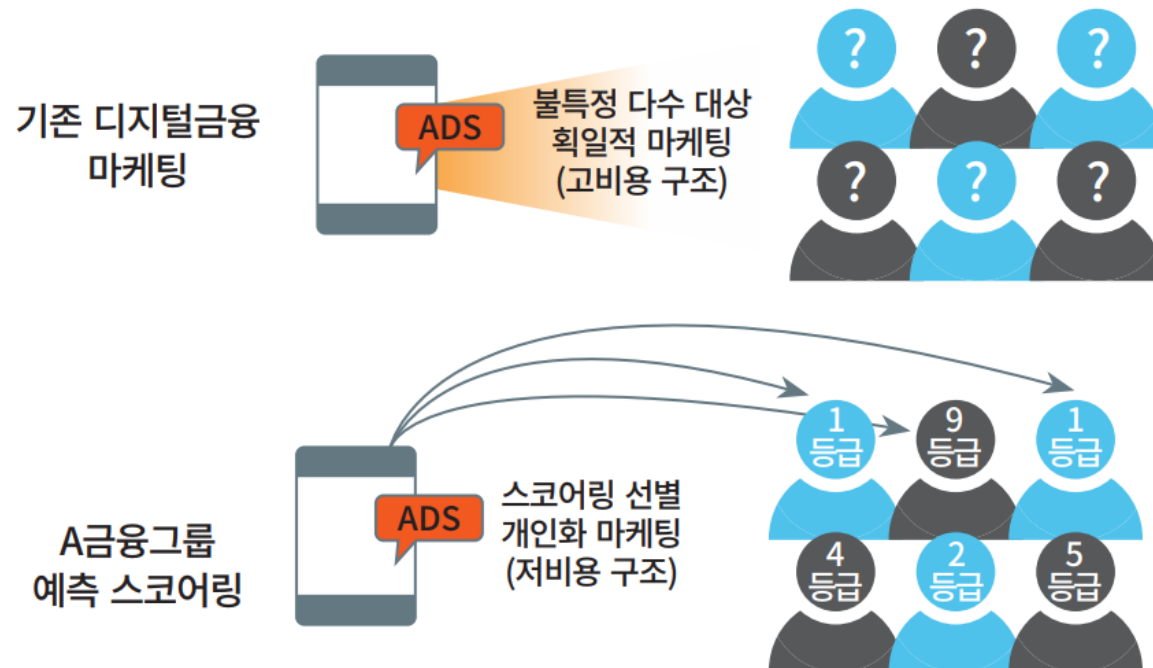 기존 디지털금융
마케팅
ADS
불특정 다수 대상
획일적 마케팅
(고비용 구조)
? ? ?
? ? ?
A금융그룹
예측 스코어링
ADS
스코어링 선별
개인화 마케팅
(저비용 구조)
1 9 1
등급 등급 등급
4 2 5
등급 등급 등급